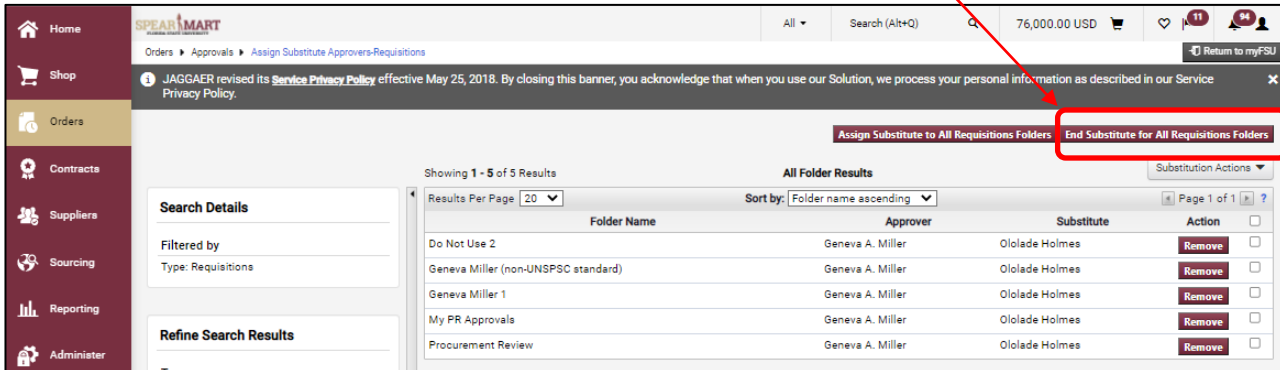 Home
SPEARMART
FLORIDA STATE UNIVERSITY
All
Search (Alt+Q)
76,000.00 USD
11
94
Orders
Approvals
Assign Substitute Approvers-Requisitions
Return to myFSU
Shop
JAGGAER revised its Service Privacy Policy effective May 25, 2018. By closing this banner, you acknowledge that when you use our Solution, we process your personal information as described in our Service
Privacy Policy.
Orders
Assign Substitute to All Requisitions Folders
End Substitute for All Requisitions Folders
Contracts
Showing 1 - 5 of 5 Results
All Folder Results
Substitution Actions
Results Per Page 20
Sort by: Folder name ascending
Page 1 of 1 ?
Search Details
Suppliers
Folder Name Approver Substitute Action
Filtered by
Do Not Use 2 Geneva A. Miller Ololade Holmes Remove
Type: Requisitions
Sourcing
Geneva Miller (non-UNSPSC standard) Geneva A. Miller Ololade Holmes Remove
Geneva Miller 1 Geneva A. Miller Ololade Holmes Remove
Reporting
My PR Approvals Geneva A. Miller Ololade Holmes Remove
Refine Search Results
Procurement Review Geneva A. Miller Ololade Holmes Remove
Administer